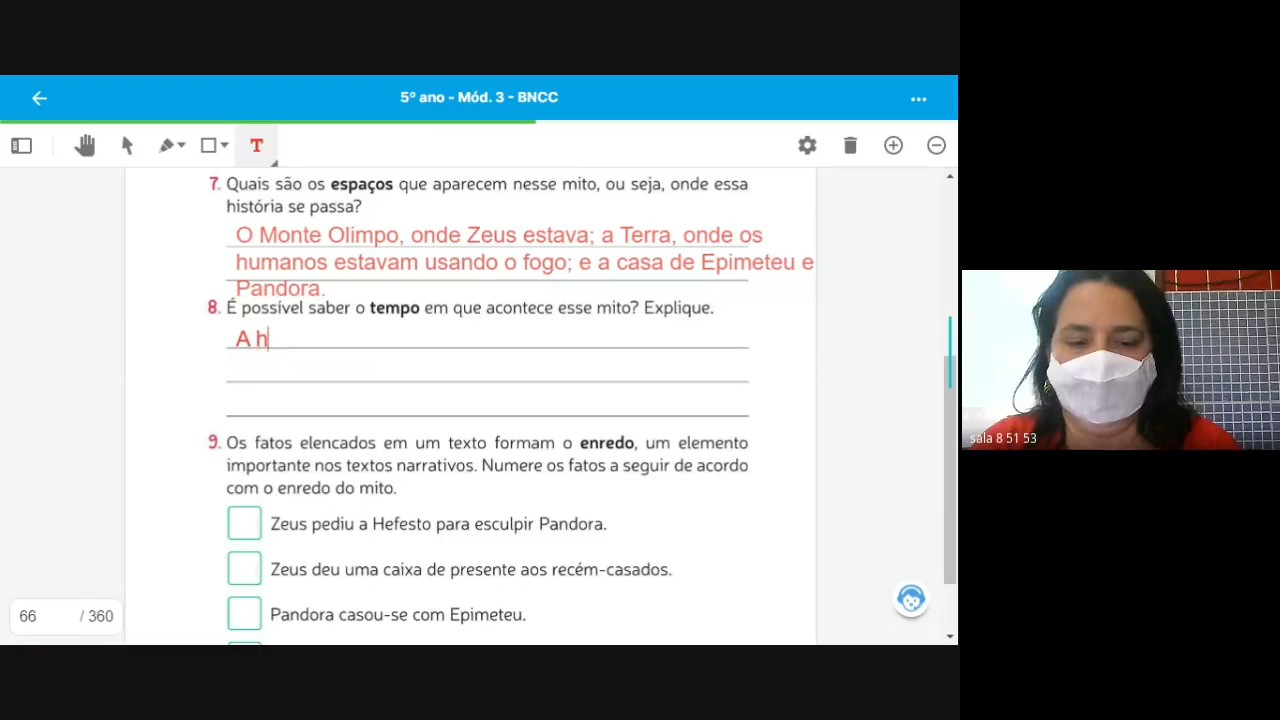 5º ano - Mód. 3 - BNCC
T
7. Quais são os espaços que aparecem nesse mito, ou seja, onde essa
história se passa?
O Monte Olimpo, onde Zeus estava; a Terra, onde os
humanos estavam usando o fogo; e a casa de Epimeteu e
Pandora.
8. É possível saber o tempo em que acontece esse mito? Explique.
A h
9. Os fatos elencados em um texto formam o enredo, um elemento
importante nos textos narrativos. Numere os fatos a seguir de acordo
com o enredo do mito.
Zeus pediu a Hefesto para esculpir Pandora.
Zeus deu uma caixa de presente aos recém-casados.
Pandora casou-se com Epimeteu.
66 / 360
sala 8 51 53